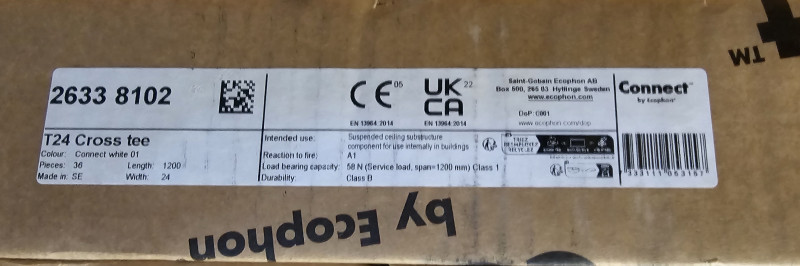 TM
2633 8102
CE 05
EN 13964:2014
UK CA 22
EN 13964:2014
Saint-Gobain Ecophon AB
Box 500, 265 03 Hyllinge Sweden
www.ecophon.com
DoP: C001
www.ecophon.com/dop
Connect™
by Ecophon®
T24 Cross tee
Colour: Connect white 01
Pieces: 36 Length: 1200
Made in: SE Width: 24
Intended use: Suspended ceiling substructure
component for use internally in buildings
Reaction to fire: A1
Load bearing capacity: 58 N (Service load, span=1200 mm) Class 1
Durability: Class B
by Ecophon